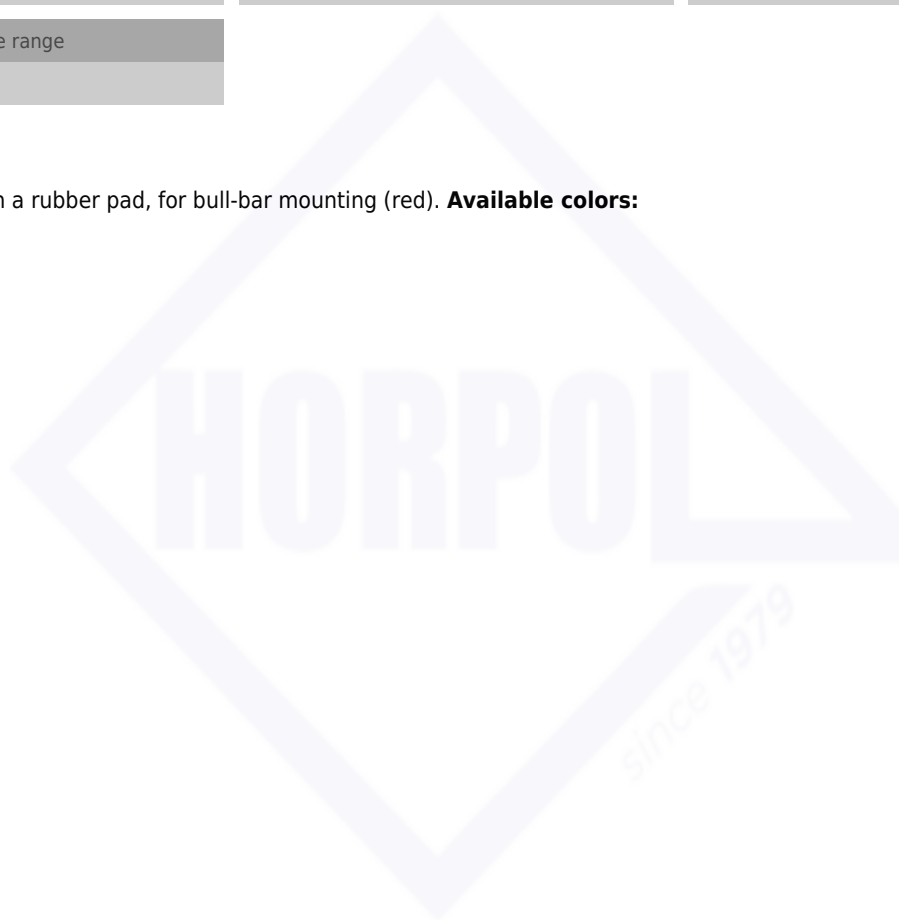 e range
a rubber pad, for bull-bar mounting (red). Available colors:
HORPOL
since 1979